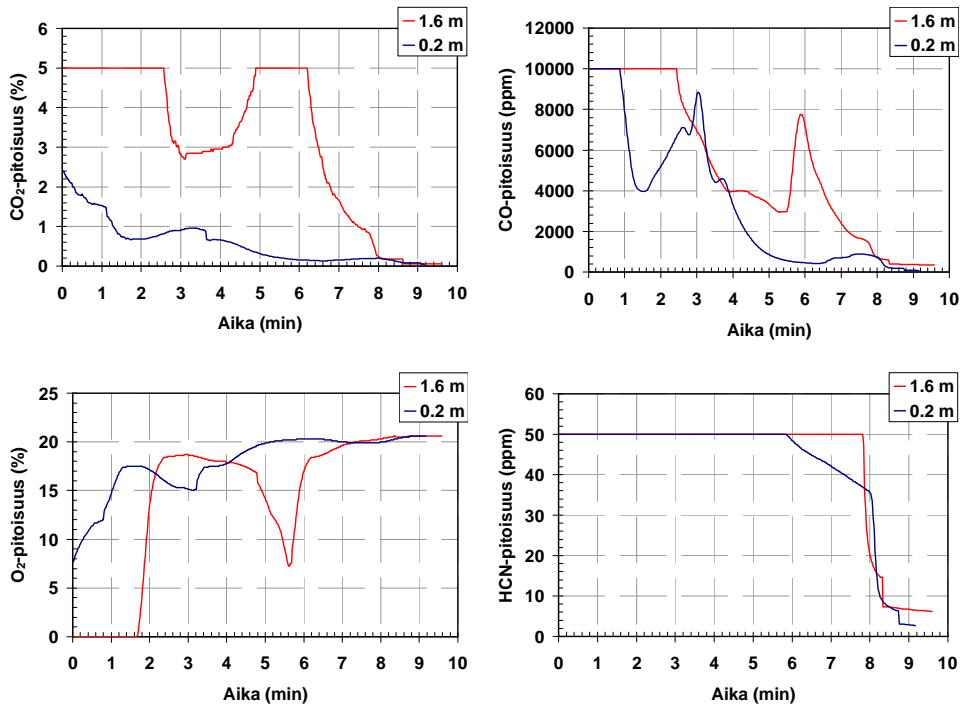 1.6 m
0.2 m
CO₂-pitoisuus (%)
6
5
4
3
2
1
0
0 1 2 3 4 5 6 7 8 9 10
Aika (min)
1.6 m
0.2 m
CO-pitoisuus (ppm)
10000
8000
6000
4000
2000
0
0 1 2 3 4 5 6 7 8 9 10
Aika (min)
1.6 m
0.2 m
O₂-pitoisuus (%)
25
20
15
10
5
0
0 1 2 3 4 5 6 7 8 9 10
Aika (min)
1.6 m
0.2 m
HCN-pitoisuus (ppm)
60
50
40
30
20
10
0
0 1 2 3 4 5 6 7 8 9 10
Aika (min)